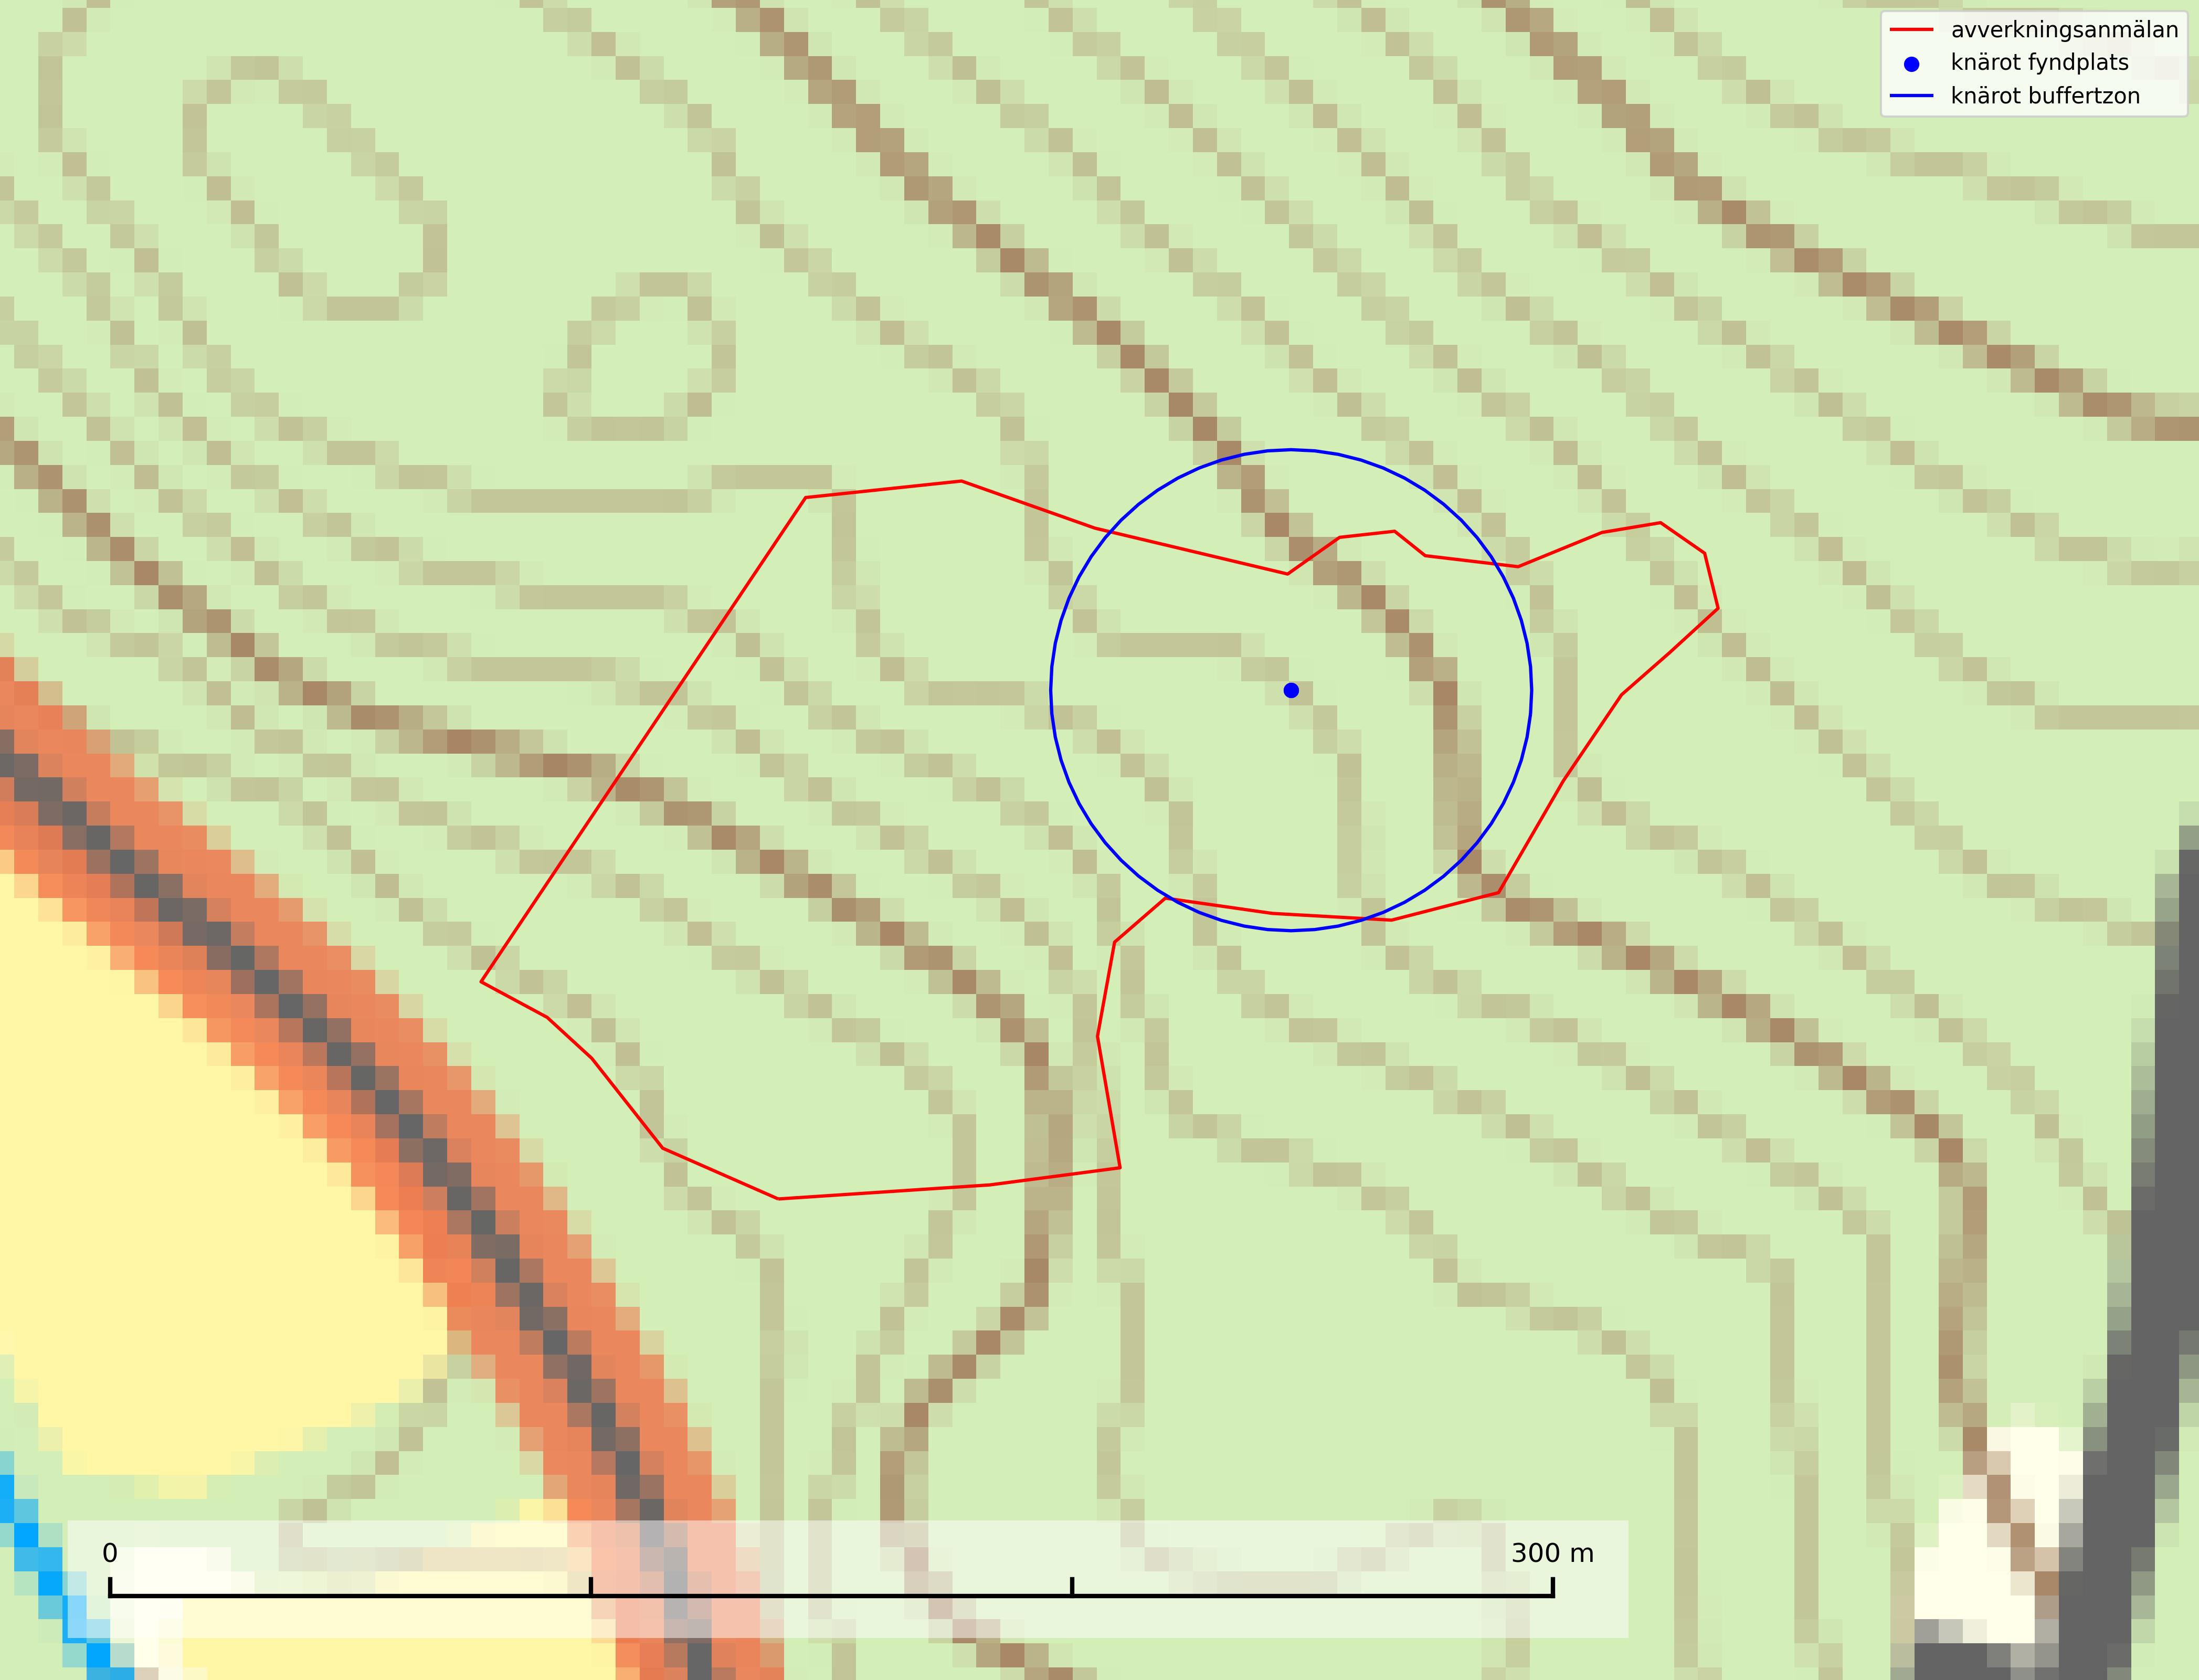 avverkningsanmälan
knärot fyndplats
knärot buffertzon
0 300 m